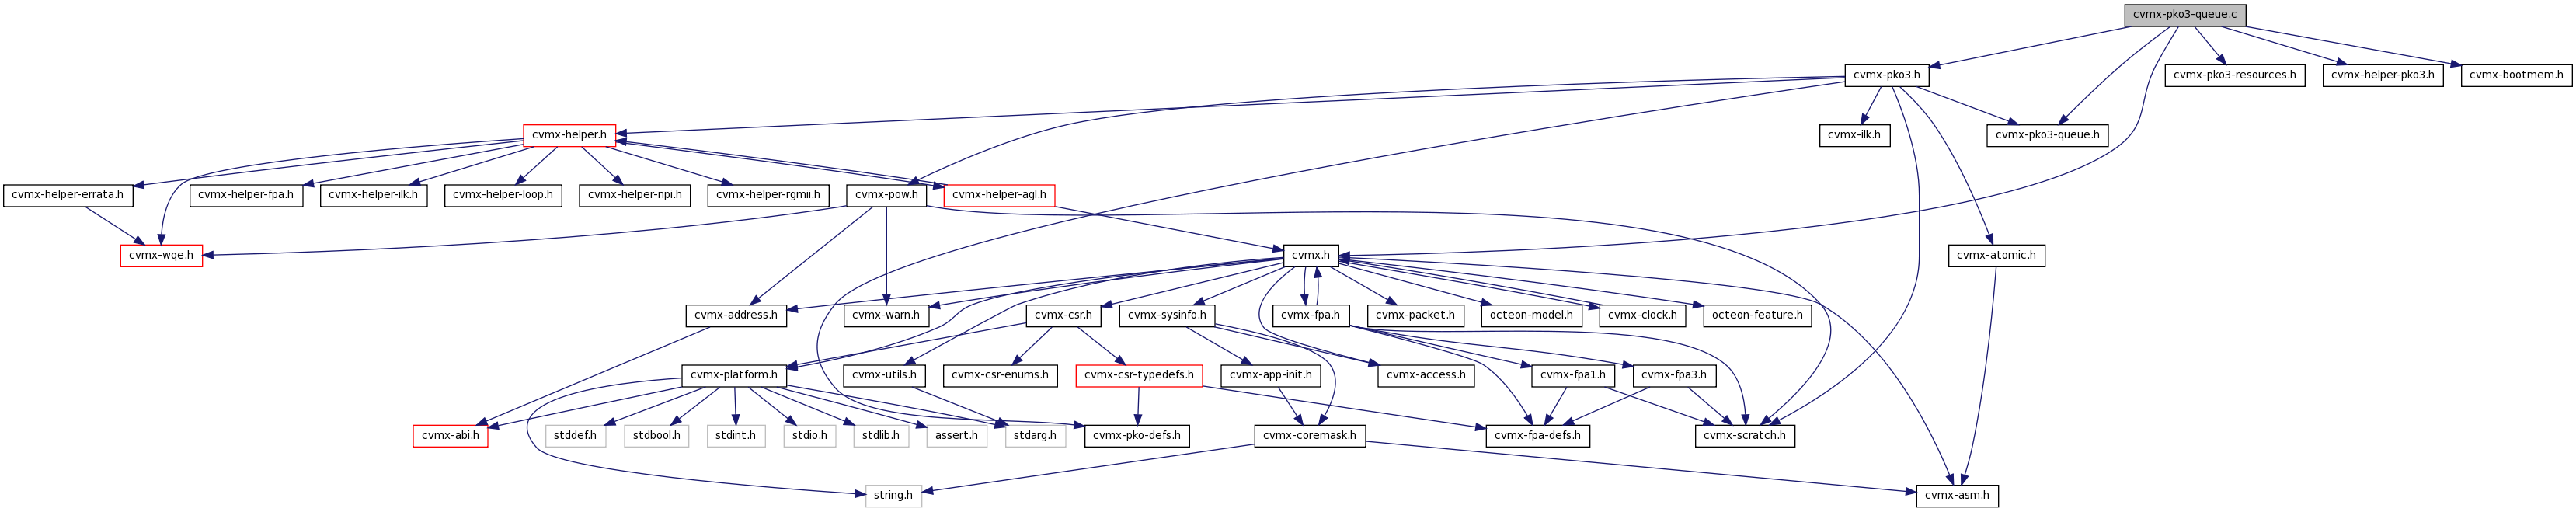 cvmx-pko3-queue.c
cvmx-pko3.h
cvmx-pko3-resources.h
cvmx-helper-pko3.h
cvmx-bootmem.h
cvmx-helper.h
cvmx-ilk.h
cvmx-pko3-queue.h
cvmx-helper-errata.h
cvmx-helper-fpa.h
cvmx-helper-ilk.h
cvmx-helper-loop.h
cvmx-helper-npi.h
cvmx-helper-rgmii.h
cvmx-pow.h
cvmx-helper-agl.h
cvmx-wqe.h
cvmx.h
cvmx-atomic.h
cvmx-address.h
cvmx-warn.h
cvmx-csr.h
cvmx-sysinfo.h
cvmx-fpa.h
cvmx-packet.h
octeon-model.h
cvmx-clock.h
octeon-feature.h
cvmx-platform.h
cvmx-utils.h
cvmx-csr-enums.h
cvmx-csr-typedefs.h
cvmx-app-init.h
cvmx-access.h
cvmx-fpa1.h
cvmx-fpa3.h
cvmx-abi.h
stddef.h
stdbool.h
stdint.h
stdio.h
stdlib.h
assert.h
stdarg.h
cvmx-pko-defs.h
cvmx-coremask.h
cvmx-fpa-defs.h
cvmx-scratch.h
string.h
cvmx-asm.h